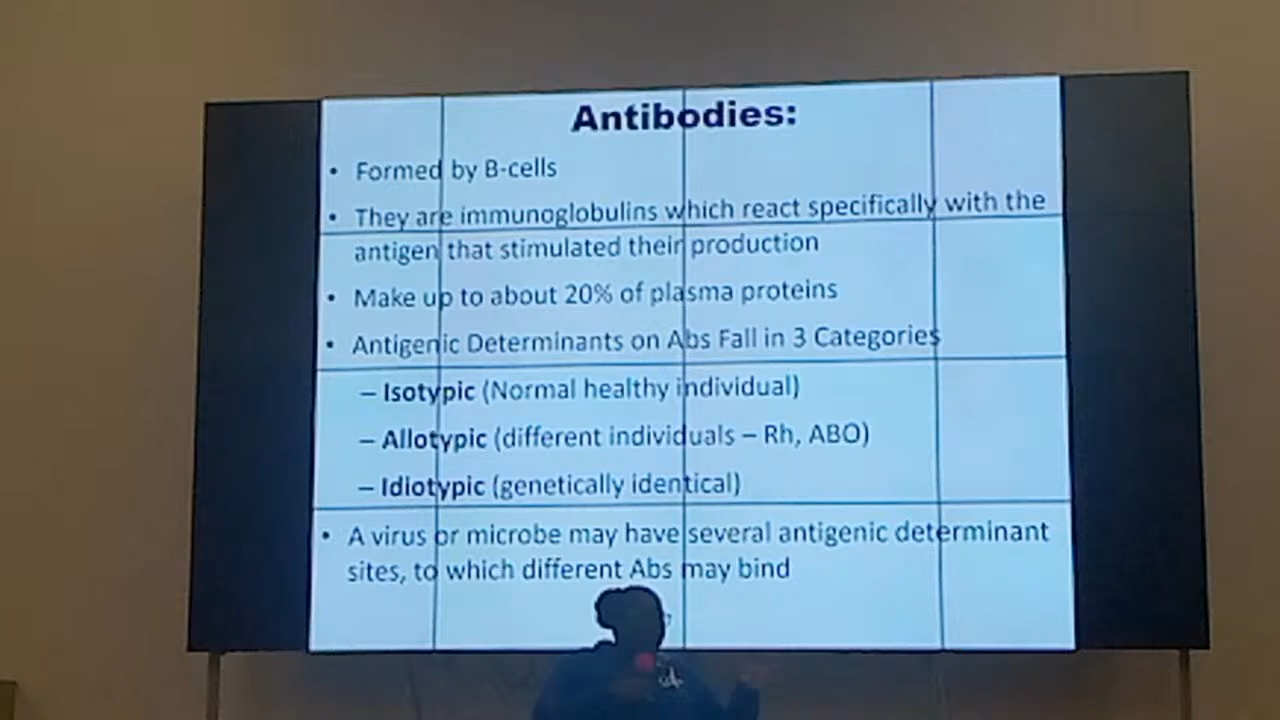 Antibodies:
• Formed by B-cells
• They are immunoglobulins which react specifically with the
antigen that stimulated their production
• Make up to about 20% of plasma proteins
• Antigenic Determinants on Abs Fall in 3 Categories
– Isotypic (Normal healthy individual)
– Allotypic (different individuals – Rh, ABO)
– Idiotypic (genetically identical)
• A virus or microbe may have several antigenic determinant
sites, to which different Abs may bind